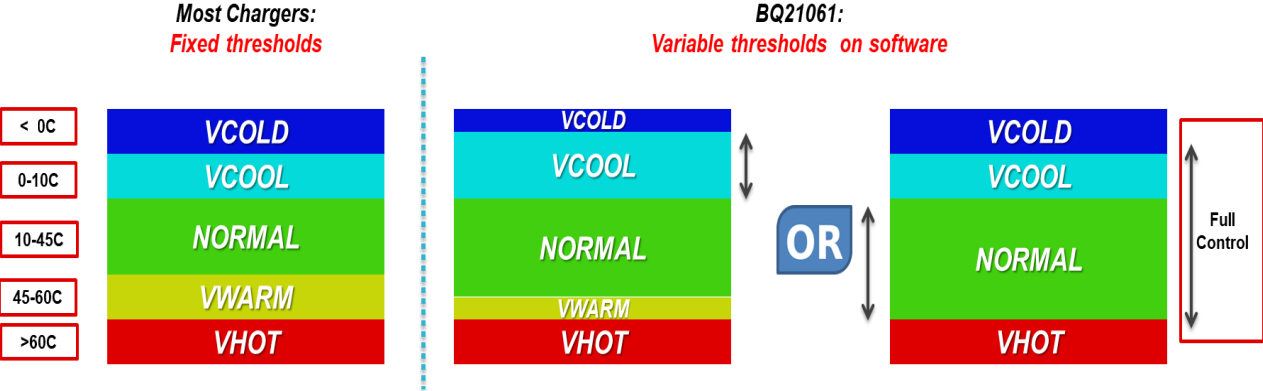 Most Chargers:
Fixed thresholds
BQ21061:
Variable thresholds on software
< 0C
0-10C
10-45C
45-60C
>60C
VCOLD
VCOOL
NORMAL
VWARM
VHOT
VCOLD
VCOOL
NORMAL
VWARM
VHOT
OR
VCOLD
VCOOL
NORMAL
VHOT
Full
Control